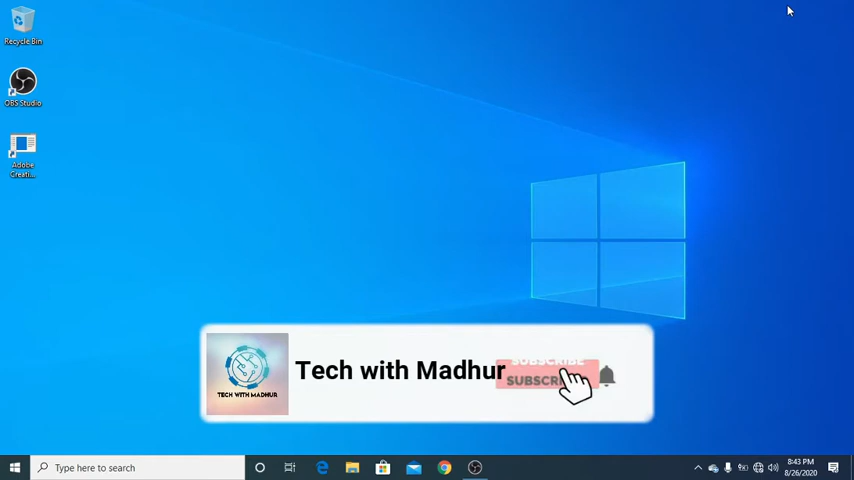 Recycle Bin
OBS Studio
Adobe
Creati...
Tech with Madhur
SUBSCRIBE
TECH WITH MADHUR
Type here to search
8:43 PM
8/26/2020